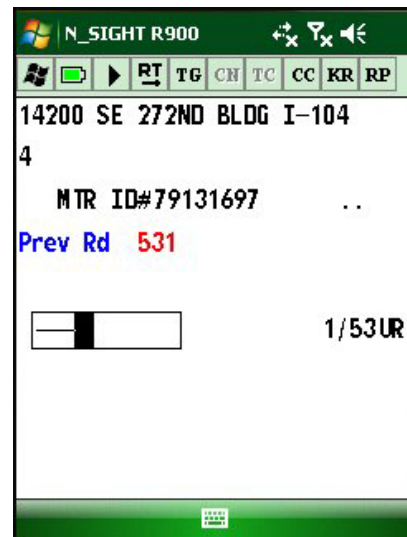 N_SIGHT R900
RT TG CN TC CC KR RP
14200 SE 272ND BLDG I-104
4
MTR ID#79131697 ..
Prev Rd 531
1/53UR